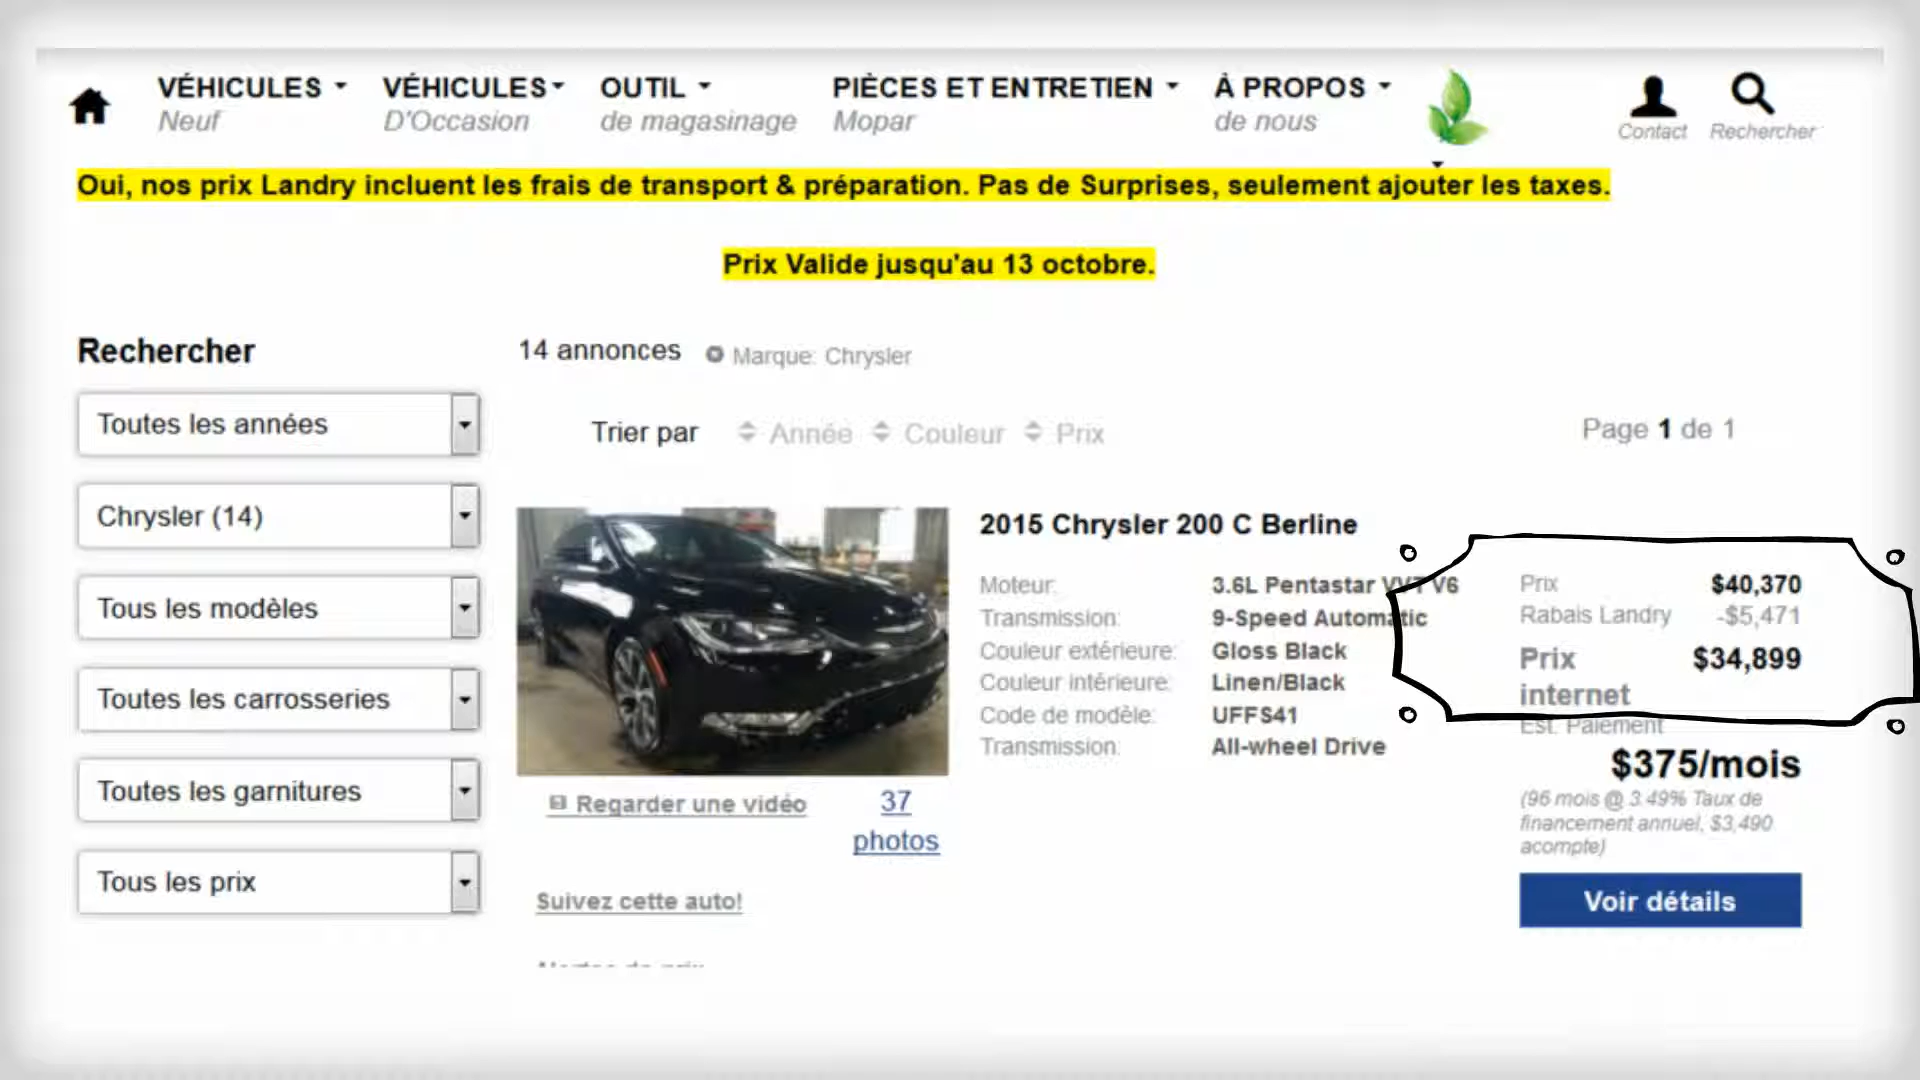 VÉHICULES
Neuf
VÉHICULES
D'Occasion
OUTIL
de magasinage
PIÈCES ET ENTRETIEN
Mopar
À PROPOS
de nous
Contact
Rechercher
Oui, nos prix Landry incluent les frais de transport & préparation. Pas de Surprises, seulement ajouter les taxes.
Prix Valide jusqu'au 13 octobre.
Rechercher
Toutes les années
Chrysler (14)
Tous les modèles
Toutes les carrosseries
Toutes les garnitures
Tous les prix
14 annonces Marque: Chrysler
Trier par Année Couleur Prix
Page 1 de 1
2015 Chrysler 200 C Berline
Moteur: 3.6L Pentastar VVT V6
Transmission: 9-Speed Automatic
Couleur extérieure: Gloss Black
Couleur intérieure: Linen/Black
Code de modèle: UFFS41
Transmission: All-wheel Drive
Regarder une vidéo
37
photos
Suivez cette auto!
Prix $40,370
Rabais Landry -$5,471
Prix $34,899
internet
Est. Paiement
$375/mois
(96 mois @ 3.49% Taux de
financement annuel, $3,490
acompte)
Voir détails